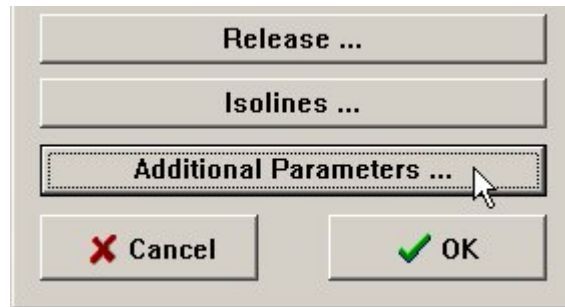 Release ...
Isolines ...
Additional Parameters ...
Cancel
OK